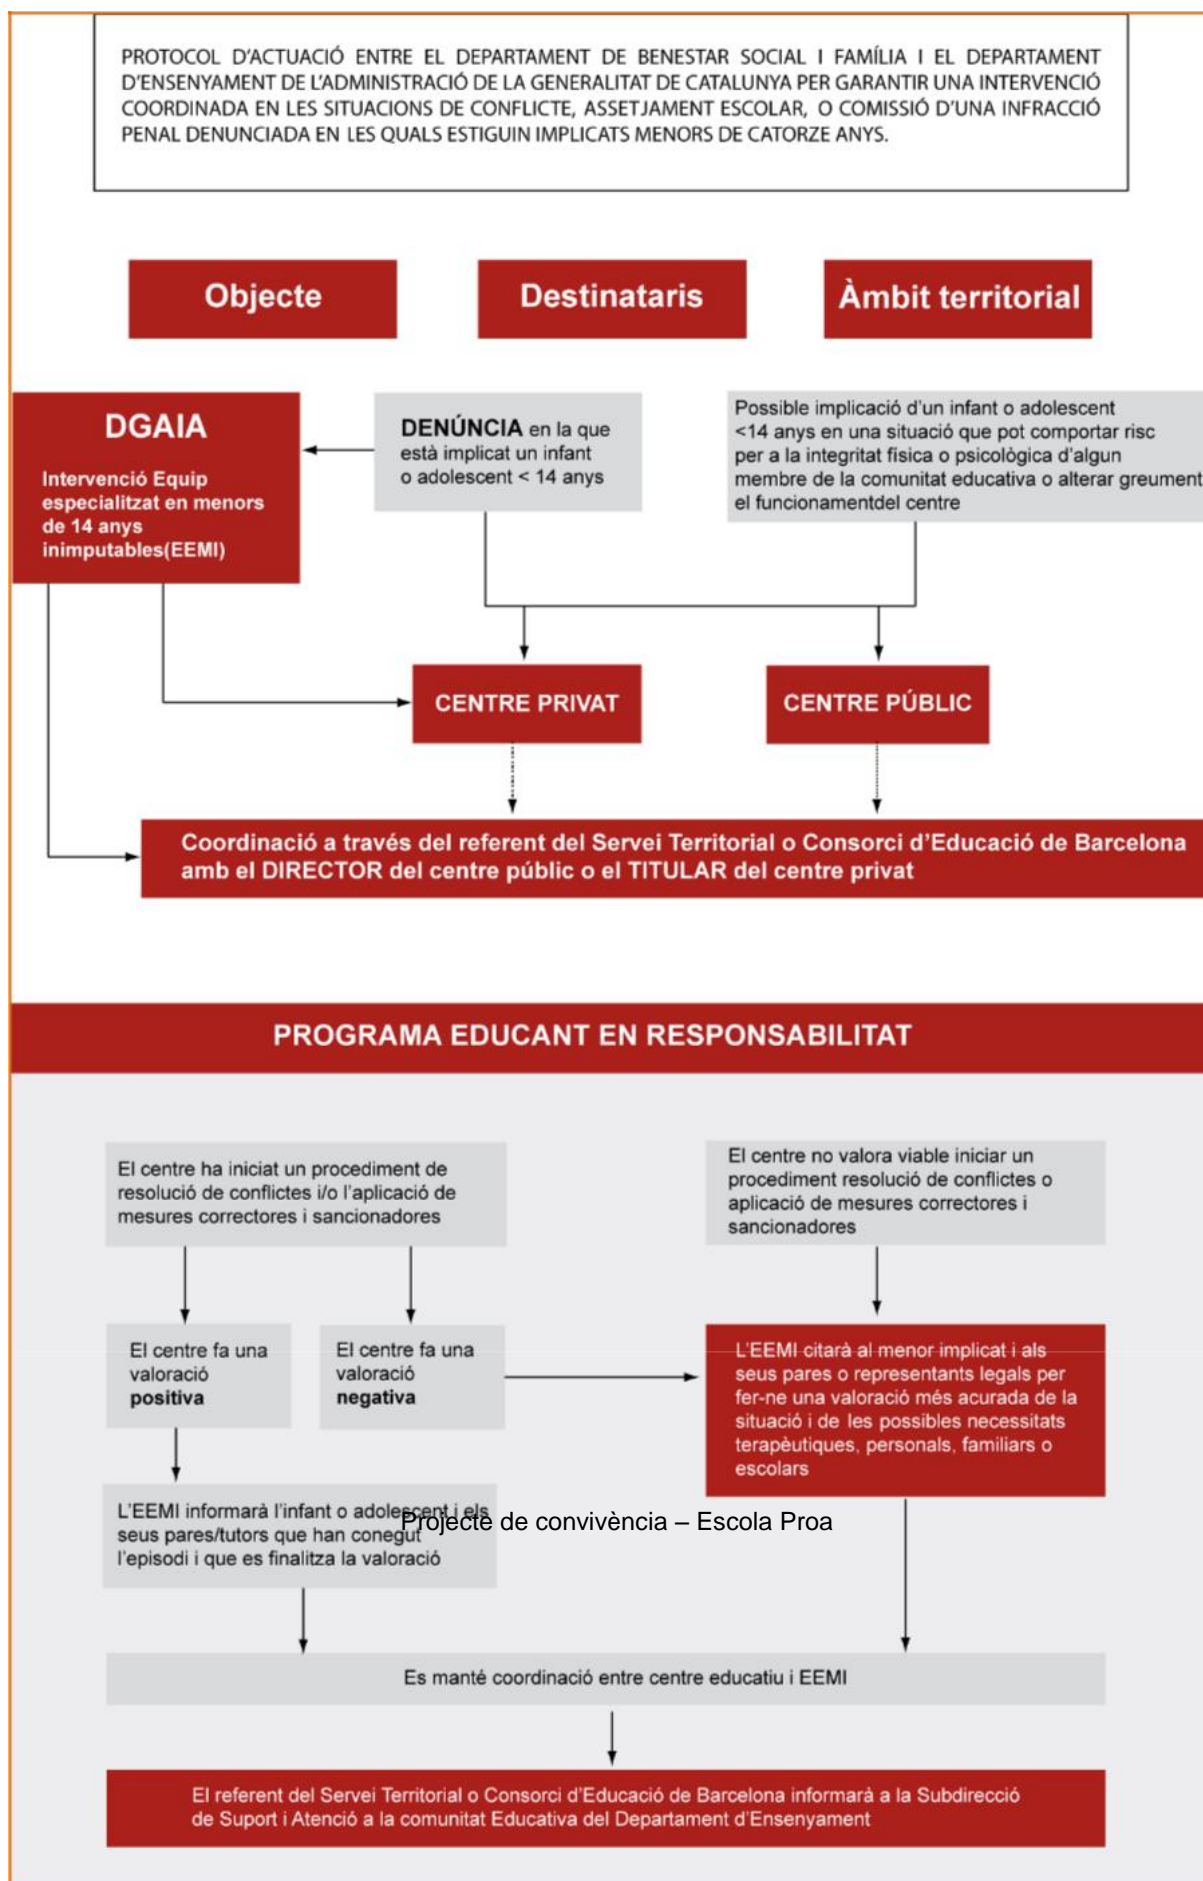 PROTOCOL D'ACTUACIÓ ENTRE EL DEPARTAMENT DE BENESTAR SOCIAL I FAMÍLIA I EL DEPARTAMENT
D'ENSENYAMENT DE L'ADMINISTRACIÓ DE LA GENERALITAT DE CATALUNYA PER GARANTIR UNA INTERVENCIÓ
COORDINADA EN LES SITUACIONS DE CONFLICTE, ASSETJAMENT ESCOLAR, O COMISSIÓ D'UNA INFRACCIÓ
PENAL DENUNCIADA EN LES QUALS ESTIGUIN IMPLICATS MENORS DE CATORZE ANYS.
Objecte
Destinataris
Àmbit territorial
DGAIA
Intervenció Equip
especialitzat en menors
de 14 anys
inimputables(EEMI)
DENÚNCIA en la que
està implicat un infant
o adolescent < 14 anys
Possible implicació d'un infant o adolescent
<14 anys en una situació que pot comportar risc
per a la integritat física o psicològica d'algun
membre de la comunitat educativa o alterar greument
el funcionamentdel centre
CENTRE PRIVAT
CENTRE PÚBLIC
Coordinació a través del referent del Servei Territorial o Consorci d'Educació de Barcelona
amb el DIRECTOR del centre públic o el TITULAR del centre privat
PROGRAMA EDUCANT EN RESPONSABILITAT
El centre ha iniciat un procediment de
resolució de conflictes i/o l'aplicació de
mesures correctores i sancionadores
El centre no valora viable iniciar un
procediment resolució de conflictes o
aplicació de mesures correctores i
sancionadores
El centre fa una
valoració
positiva
El centre fa una
valoració
negativa
L'EEMI citarà al menor implicat i als
seus pares o representants legals per
fer-ne una valoració més acurada de la
situació i de les possibles necessitats
terapèutiques, personals, familiars o
escolars
L'EEMI informarà l'infant o adolescent i els
seus pares/tutors que han conegut
l'episodi i que es finalitza la valoració
Projecte de convivència – Escola Proa
Es manté coordinació entre centre educatiu i EEMI
El referent del Servei Territorial o Consorci d'Educació de Barcelona informarà a la Subdirecció
de Suport i Atenció a la comunitat Educativa del Departament d'Ensenyament